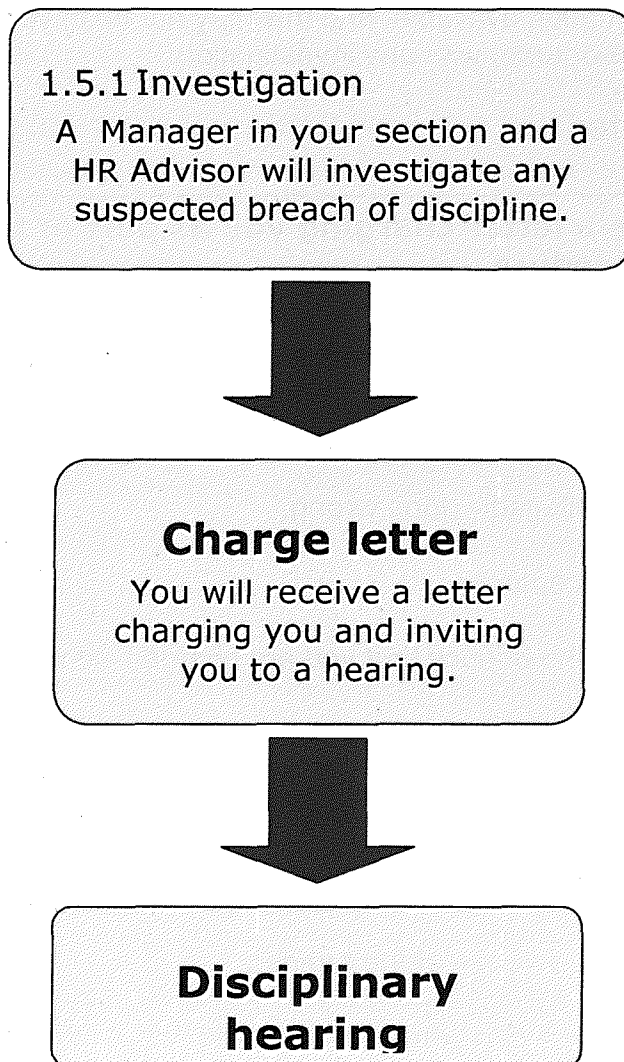 1.5.1 Investigation
A Manager in your section and a
HR Advisor will investigate any
suspected breach of discipline.
Charge letter
You will receive a letter
charging you and inviting
you to a hearing.
Disciplinary
hearing